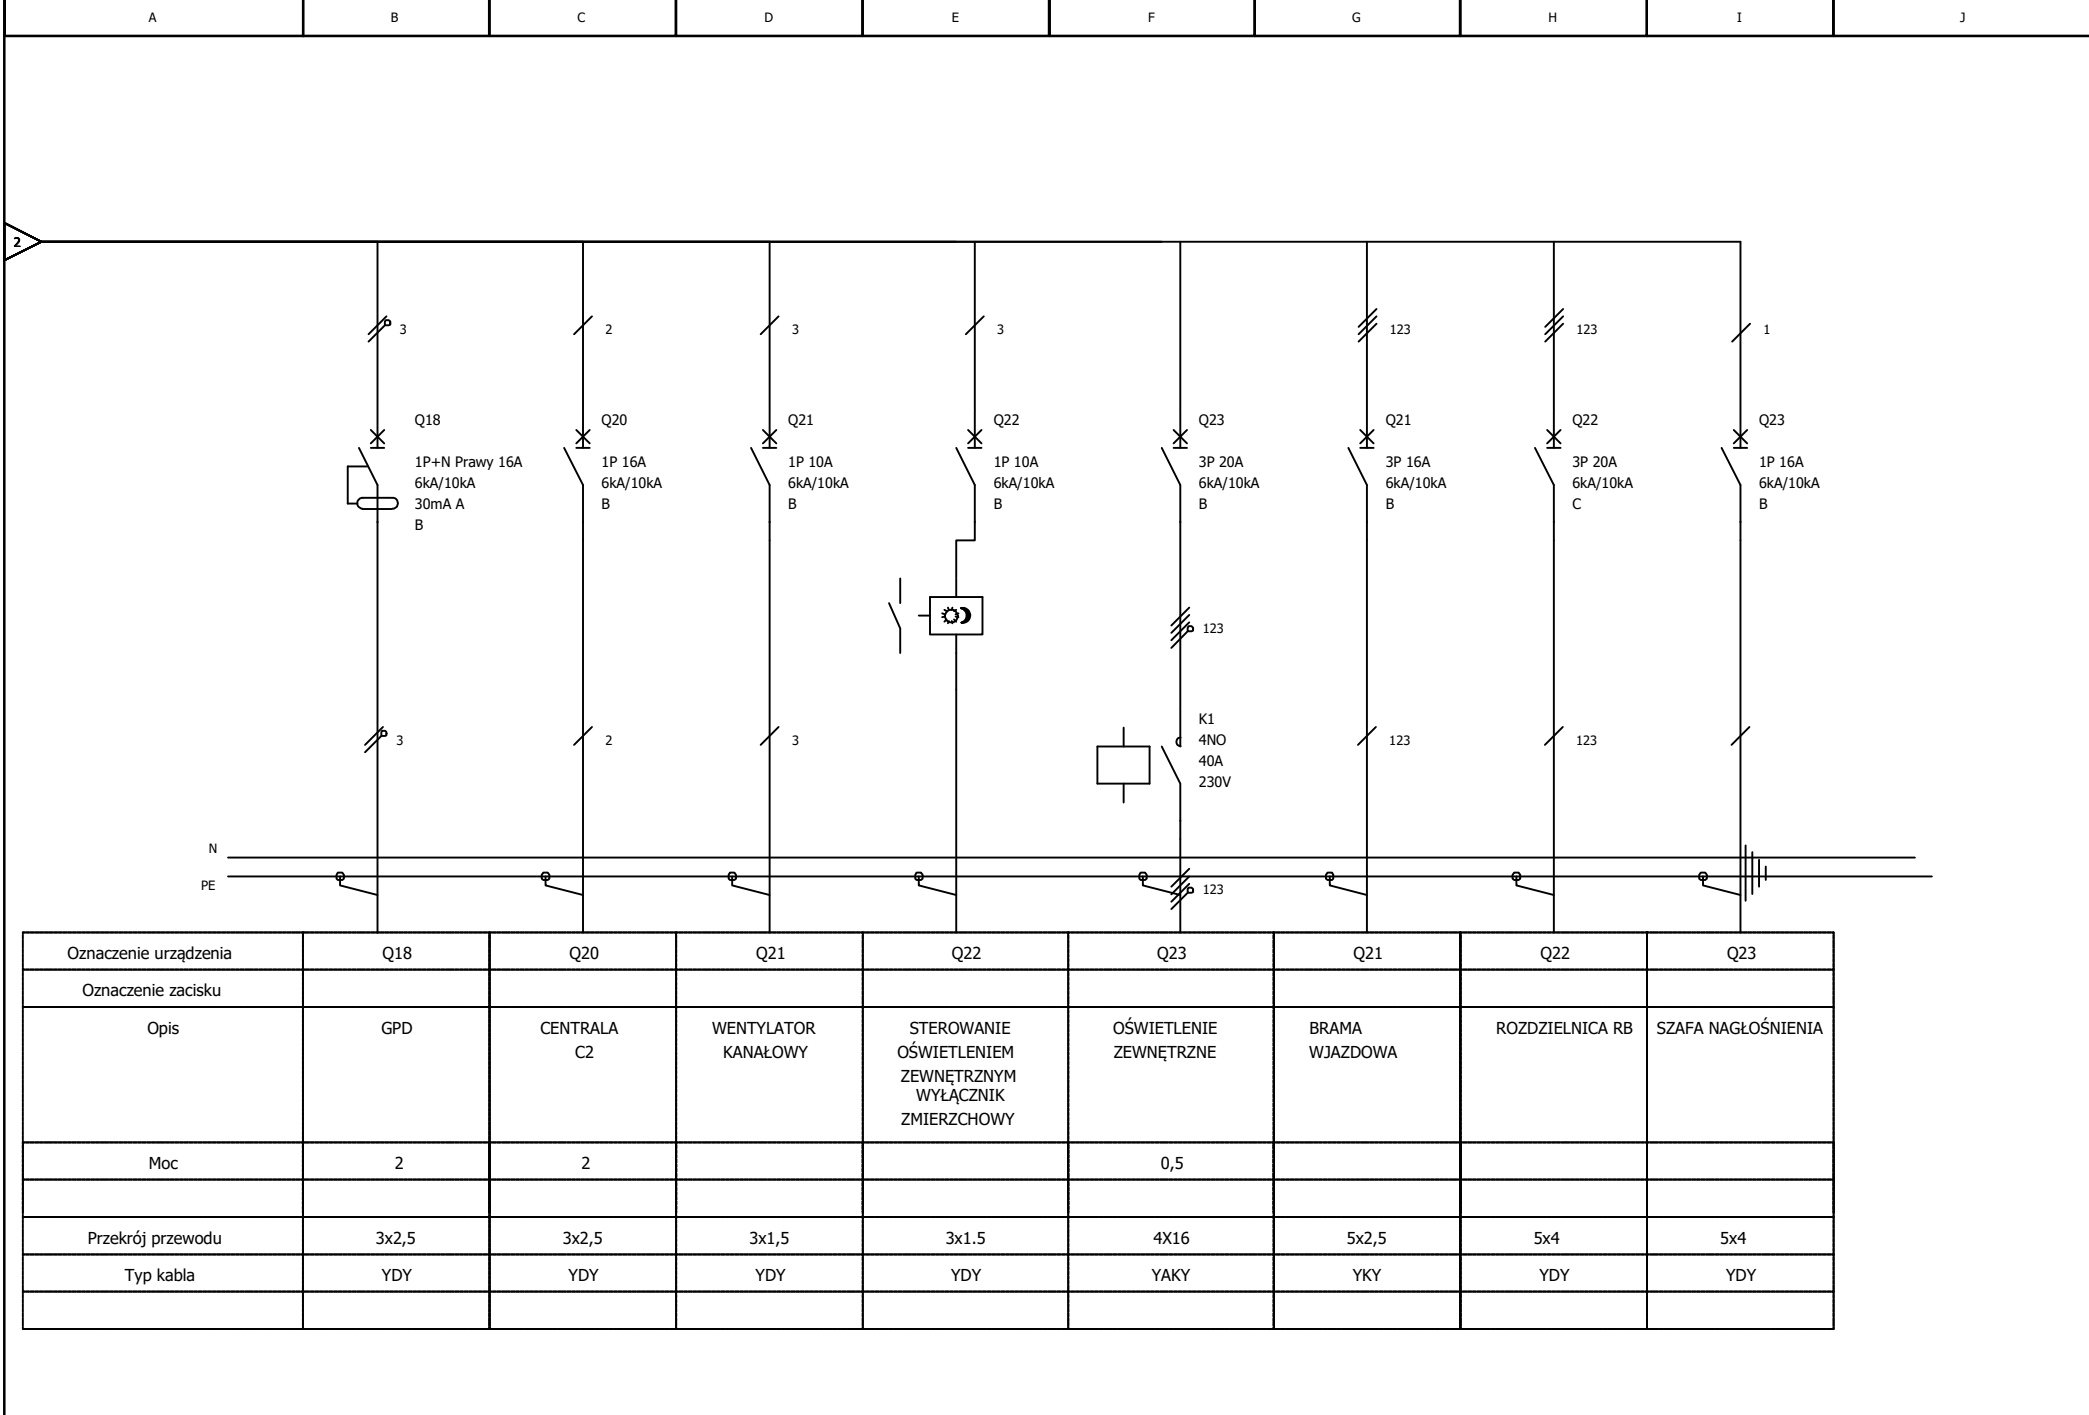 A B C D E F G H I J
2
3 2 3 3 123 123 1
Q18 Q20 Q21 Q22 Q23 Q21 Q22 Q23
1P+N Prawy 16A 1P 16A 1P 10A 1P 10A 3P 20A 3P 16A 3P 20A 1P 16A
6kA/10kA 6kA/10kA 6kA/10kA 6kA/10kA 6kA/10kA 6kA/10kA 6kA/10kA 6kA/10kA
30mA A B B B B B C B
B
123
K1
3 2 3 4NO 123 123
40A
230V
N
PE
123
Oznaczenie urządzenia Q18 Q20 Q21 Q22 Q23 Q21 Q22 Q23
Oznaczenie zacisku
Opis GPD CENTRALA WENTYLATOR STEROWANIE OŚWIETLENIE BRAMA ROZDZIELNICA RB SZAFA NAGŁOŚNIENIA
C2 KANAŁOWY OŚWIETLENIEM ZEWNĘTRZNE WJAZDOWA
ZEWNĘTRZNYM
WYŁĄCZNIK
ZMIERZCHOWY
Moc 2 2 0,5
Przekrój przewodu 3x2,5 3x2,5 3x1,5 3x1.5 4X16 5x2,5 5x4 5x4
Typ kabla YDY YDY YDY YDY YAKY YKY YDY YDY